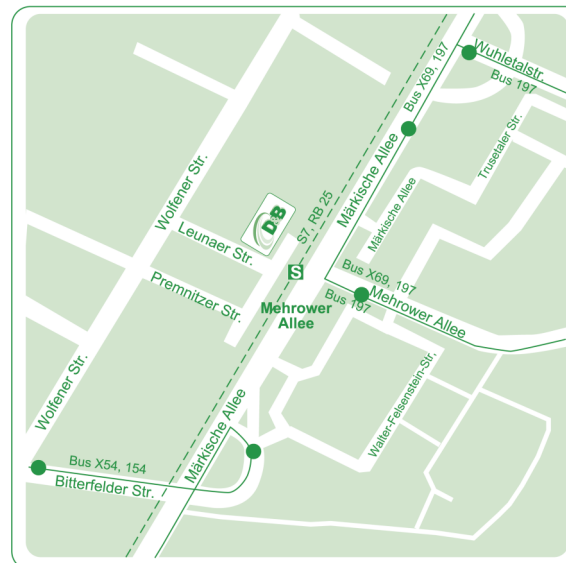 Wuhletalstr.
Bus 197
Bus X69, 197
Märkische Allee
Trusetaler Str.
Märkische Allee
Wolfener Str.
D&B
S7, RB 25
Leunaer Str.
S
Bus X69, 197
Bus 197
Mehrower Allee
Premnitzer Str.
Mehrower
Allee
Wolfener Str.
Walter-Felsenstein-Str.
Märkische Allee
Bus X54, 154
Bitterfelder Str.